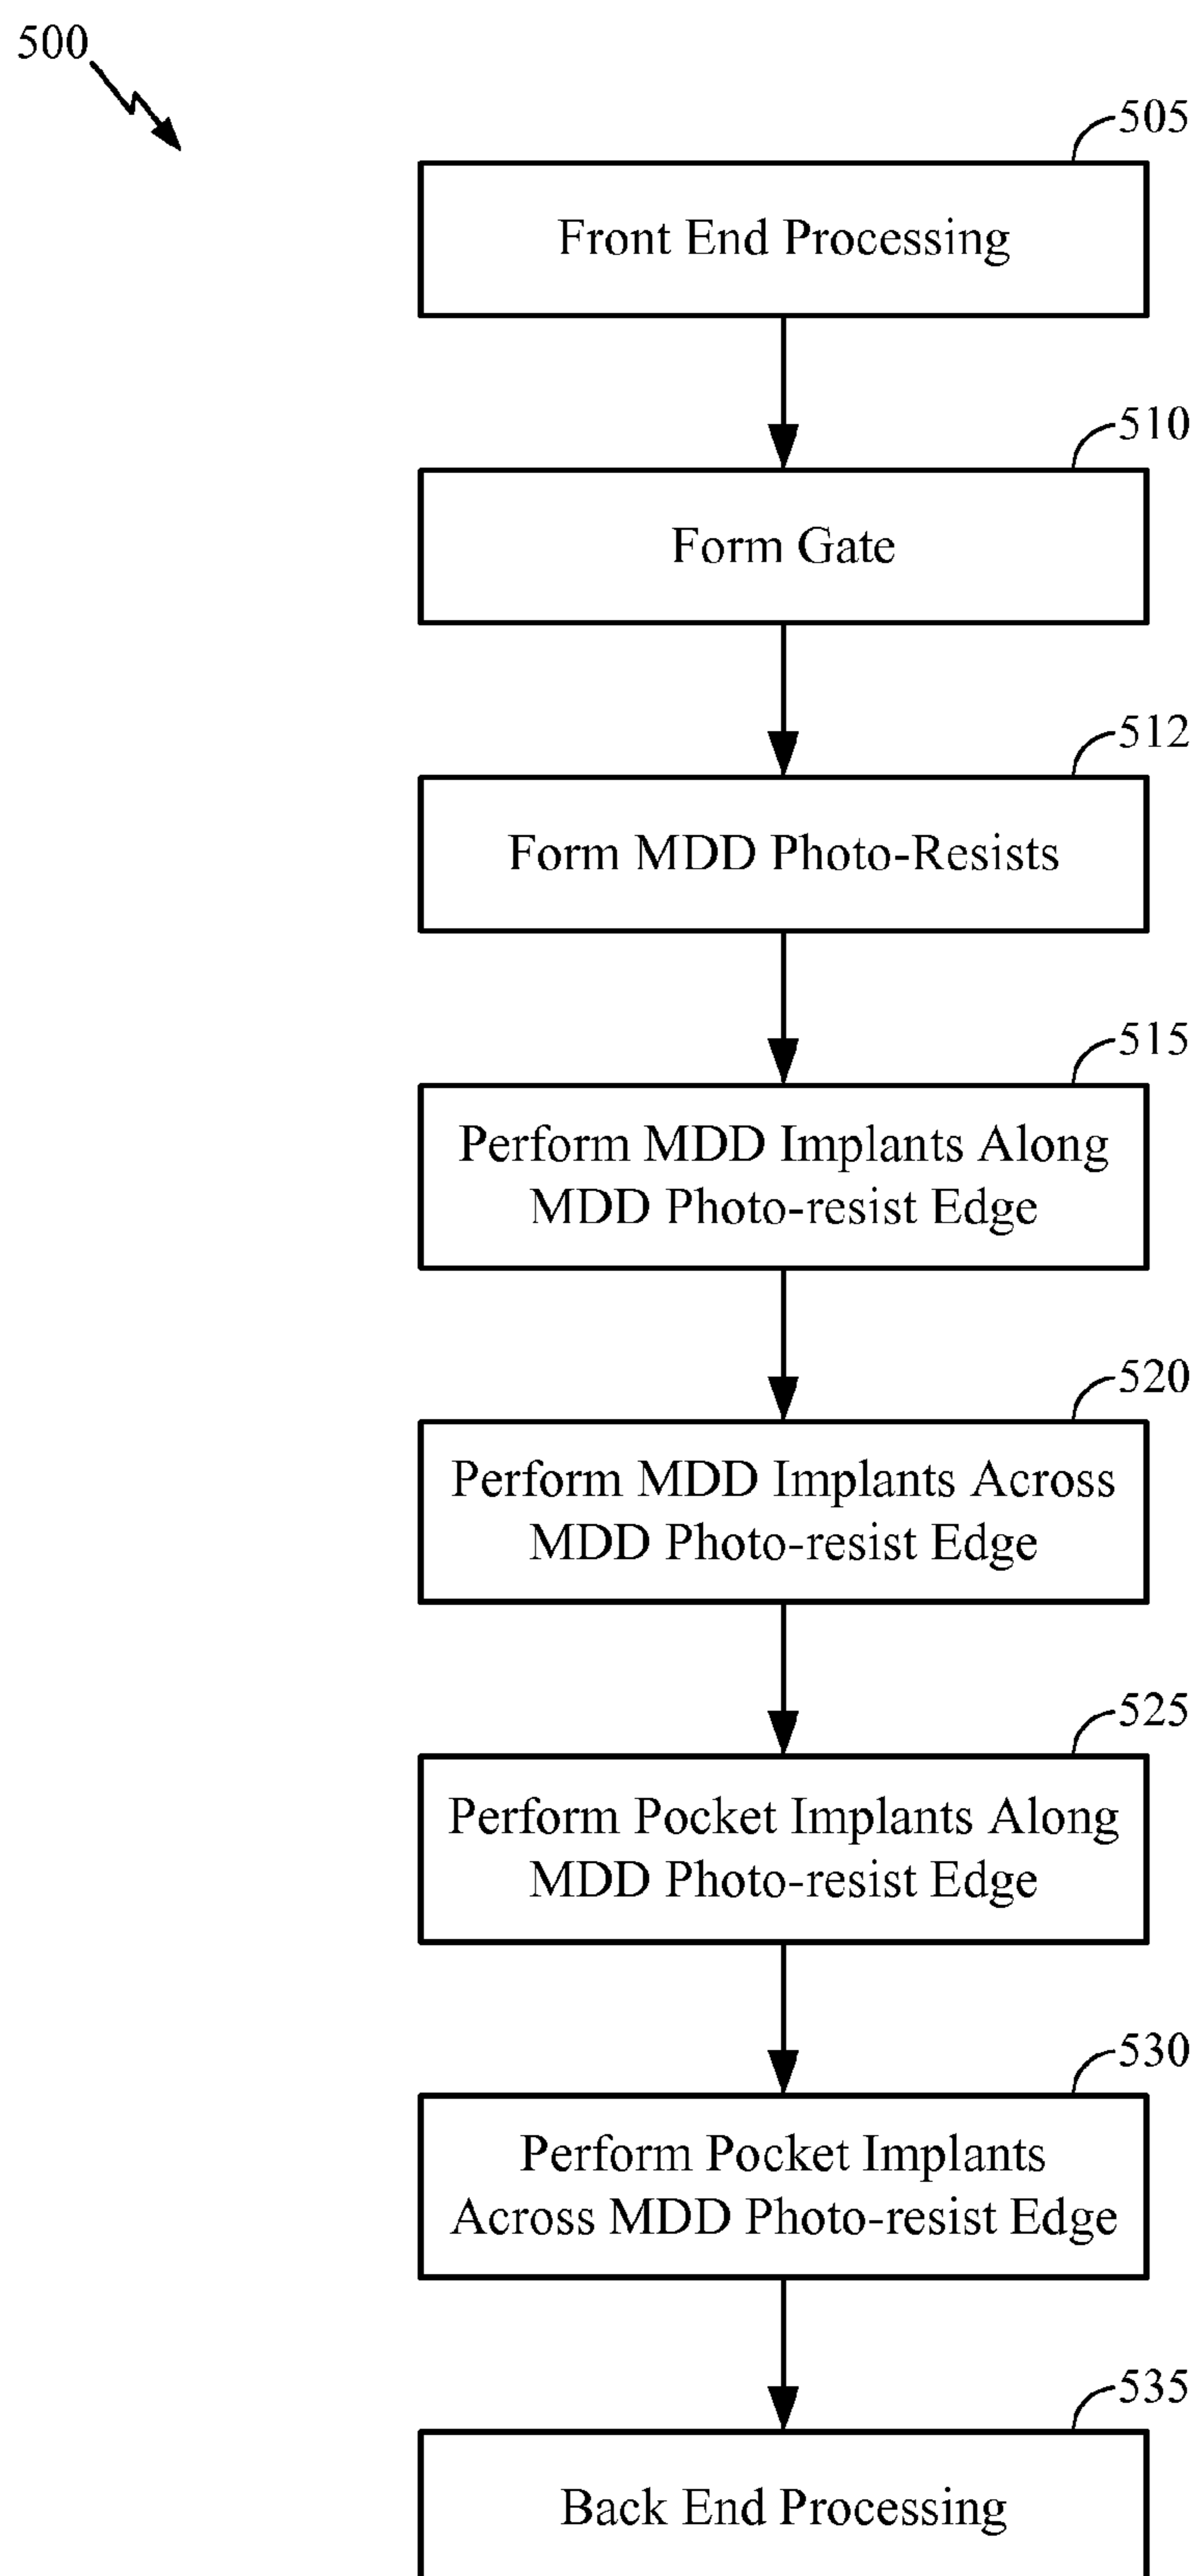 500
505
Front End Processing
510
Form Gate
512
Form MDD Photo-Resists
515
Perform MDD Implants Along
MDD Photo-resist Edge
520
Perform MDD Implants Across
MDD Photo-resist Edge
525
Perform Pocket Implants Along
MDD Photo-resist Edge
530
Perform Pocket Implants
Across MDD Photo-resist Edge
535
Back End Processing